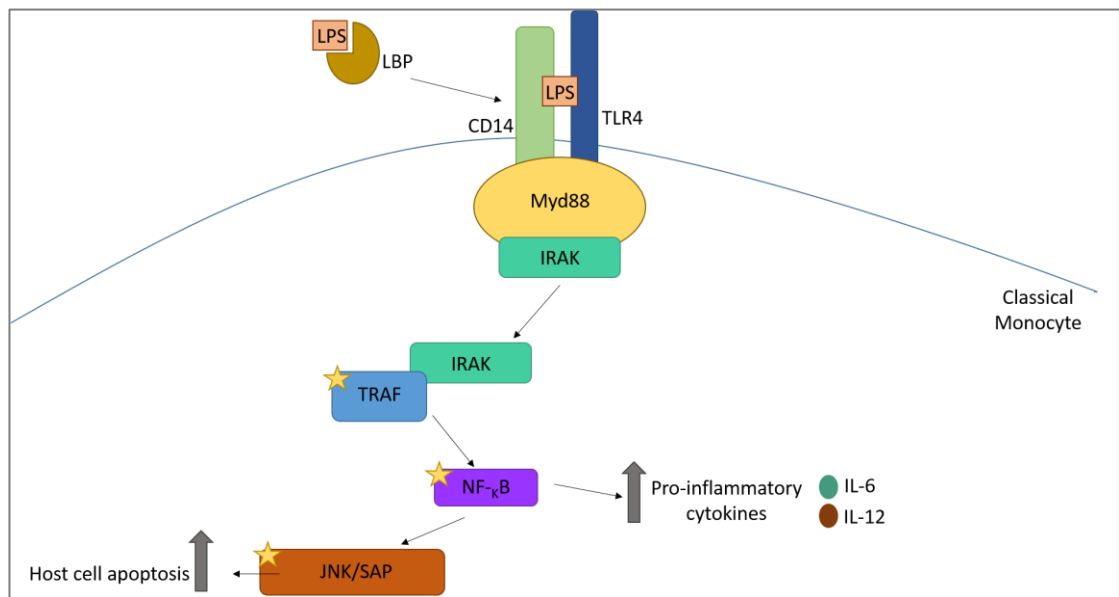 LPS
LBP
LPS
CD14
TLR4
Myd88
IRAK
Classical
Monocyte
IRAK
TRAF
NF-κB
Pro-inflammatory
cytokines
IL-6
IL-12
Host cell apoptosis
JNK/SAP